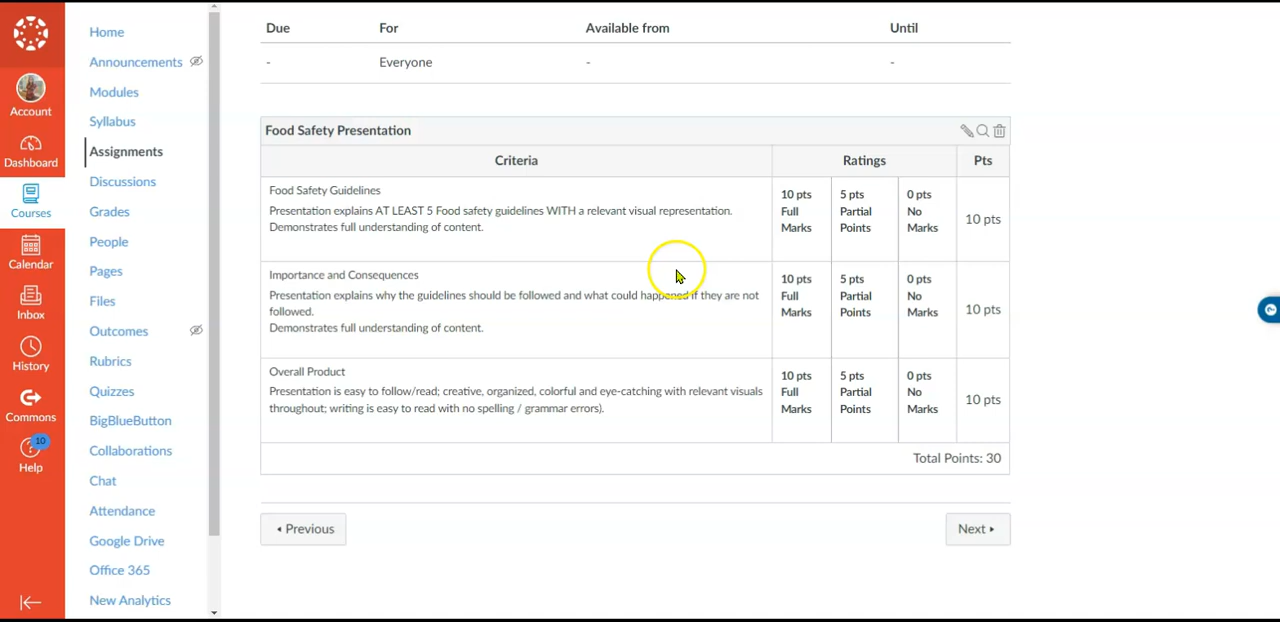 Account
Dashboard
Courses
Calendar
Inbox
History
Commons
10
Help
Home
Announcements
Modules
Syllabus
Assignments
Discussions
Grades
People
Pages
Files
Outcomes
Rubrics
Quizzes
BigBlueButton
Collaborations
Chat
Attendance
Google Drive
Office 365
New Analytics
Due For Available from Until
- Everyone - -
Food Safety Presentation
Criteria Ratings Pts
Food Safety Guidelines
Presentation explains AT LEAST 5 Food safety guidelines WITH a relevant visual representation.
Demonstrates full understanding of content.
10 pts
Full
Marks
5 pts
Partial
Points
0 pts
No
Marks
10 pts
Importance and Consequences
Presentation explains why the guidelines should be followed and what could happened if they are not
followed.
Demonstrates full understanding of content.
10 pts
Full
Marks
5 pts
Partial
Points
0 pts
No
Marks
10 pts
Overall Product
Presentation is easy to follow/read; creative, organized, colorful and eye-catching with relevant visuals
throughout; writing is easy to read with no spelling / grammar errors).
10 pts
Full
Marks
5 pts
Partial
Points
0 pts
No
Marks
10 pts
Total Points: 30
Previous
Next